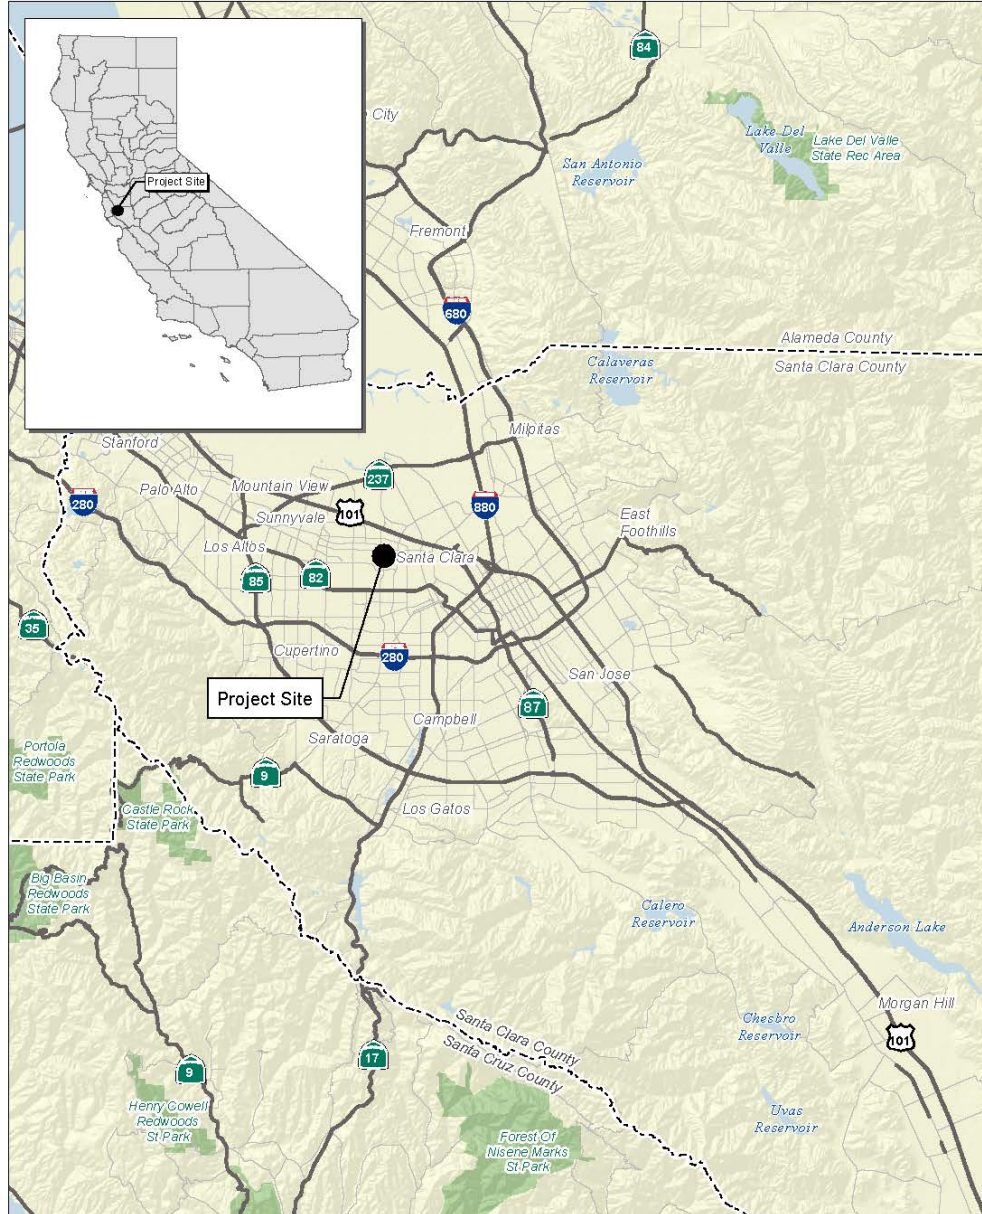 Project Site
84
City
Lake Del
Valle
Lake Del Valle
State Rec Area
San Antonio
Reservoir
Fremont
680
Alameda County
Santa Clara County
Calaveras
Reservoir
Milpitas
Stanford
237
Mountain View
Palo Alto
280
101
880
Sunnyvale
East
Foothills
Los Altos
Santa Clara
85
82
35
Cupertino
280
San Jose
Project Site
87
Campbell
Saratoga
Portola
Redwoods
State Park
9
Castle Rock
State Park
Los Gatos
Big Basin
Redwoods
State Park
Calero
Reservoir
Anderson Lake
Morgan Hill
Chesbro
Reservoir
Santa Clara County
Santa Cruz County
101
17
9
Henry Cowell
Redwoods
St Park
Uvas
Reservoir
Forest Of
Nisene Marks
St Park